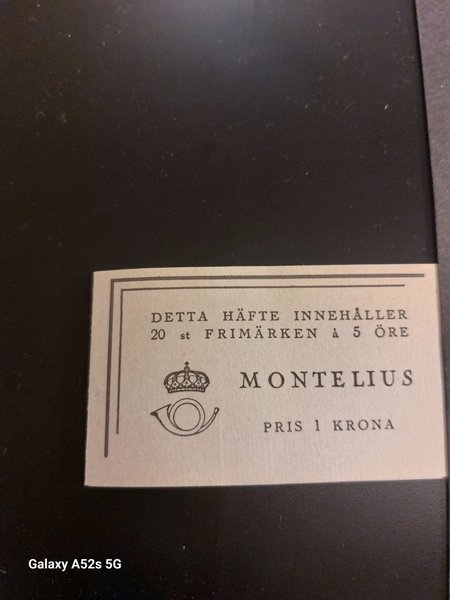 DETTA HÄFTE INNEHÅLLER
20 st FRIMÄRKEN à 5 ÖRE
MONTELIUS
PRIS 1 KRONA
Galaxy A52s 5G